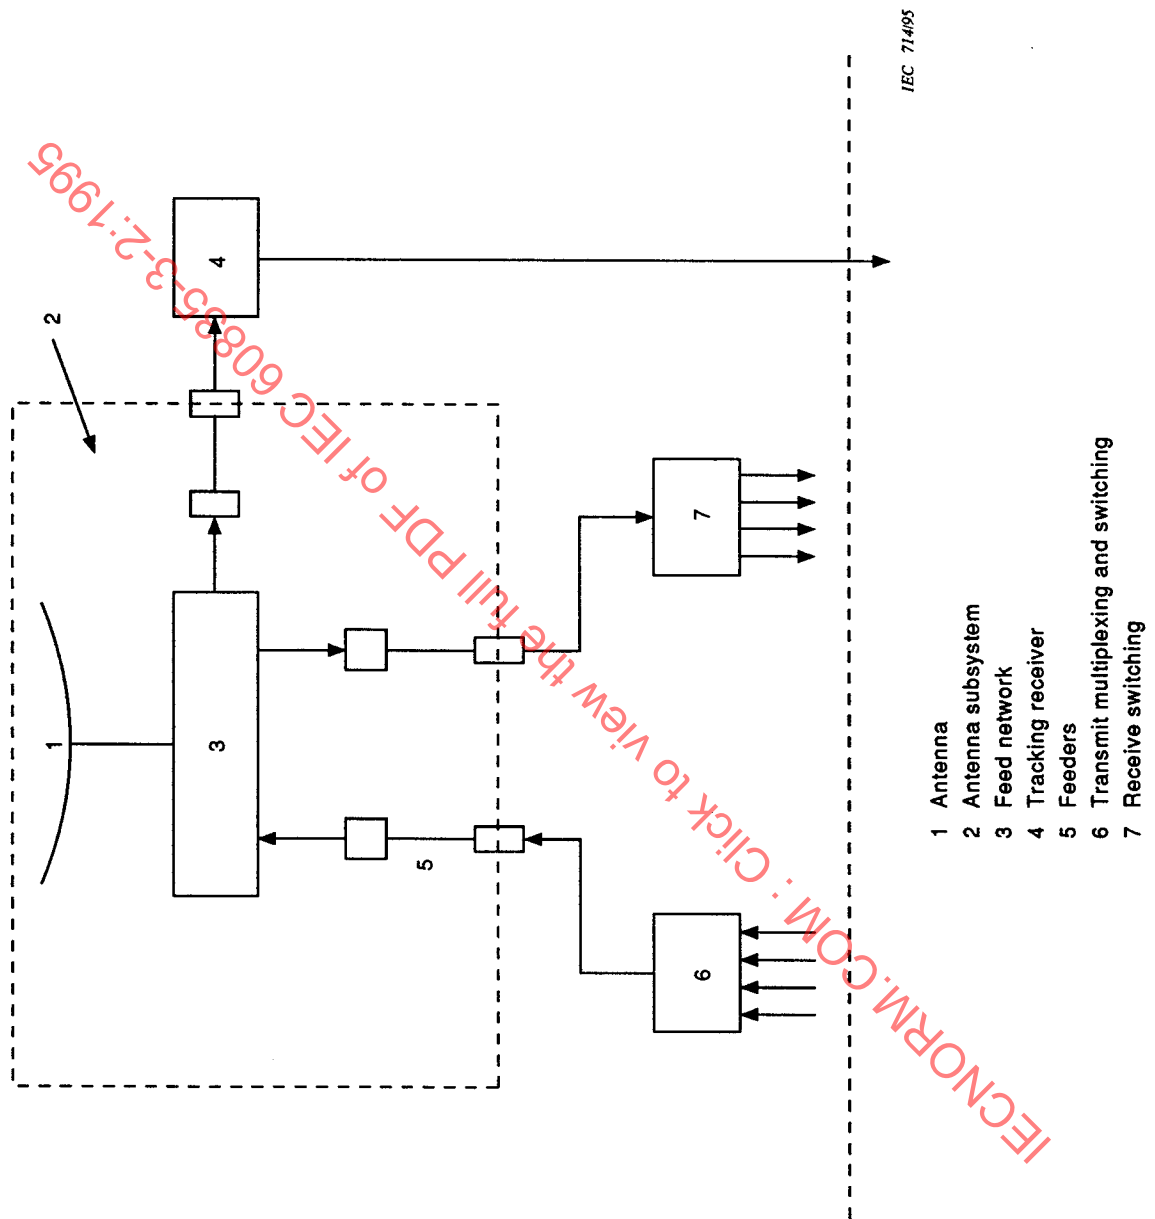 IEC 714/95
2
4
1
3
5
7
6
1 Antenna
2 Antenna subsystem
3 Feed network
4 Tracking receiver
5 Feeders
6 Transmit multiplexing and switching
7 Receive switching
IECNORM.COM : Click to view the full PDF of IEC 60835-3-2:1995